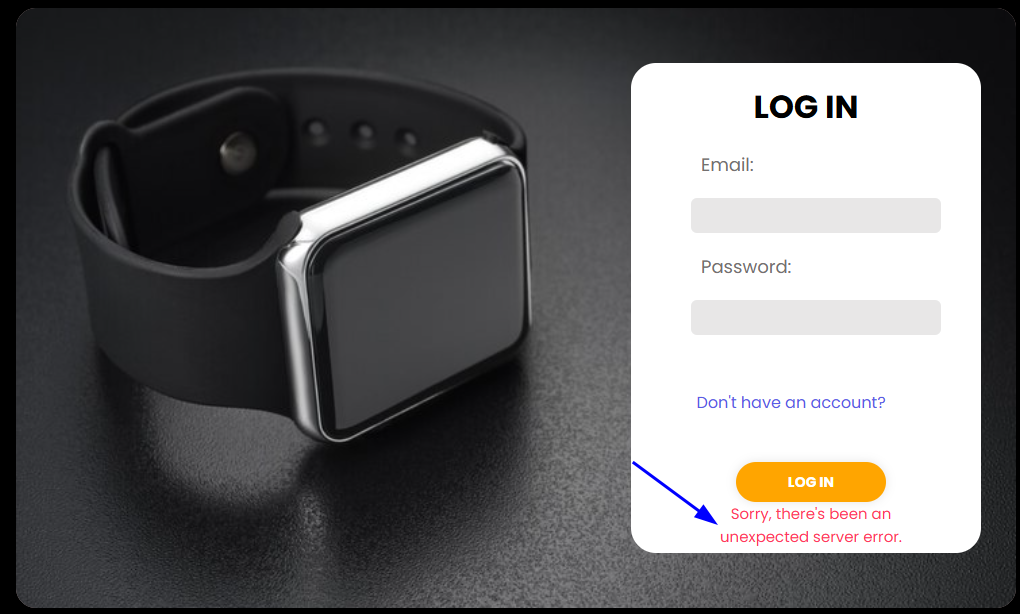 LOG IN
Email:
Password:
Don't have an account?
LOG IN
Sorry, there's been an
unexpected server error.